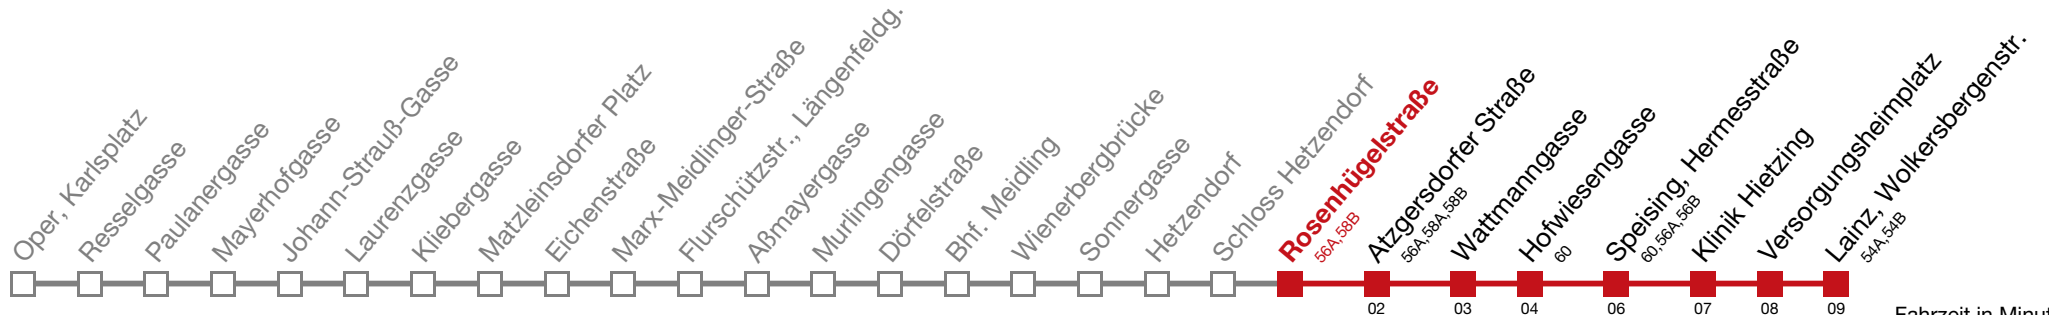 Oper, Karlsplatz
Resselgasse
Paulanergasse
Mayerhofgasse
Johann-Strauß-Gasse
Laurenzgasse
Kliebergasse
Matzleinsdorfer Platz
Eichenstraße
Marx-Meidlinger-Straße
Flurschützstr., Längenfeldg.
Aßmayergasse
Murlingengasse
Dörfelstraße
Bhf. Meidling
Wienerbergbrücke
Sonnergasse
Hetzendorf
Schloss Hetzendorf
Rosenhügelstraße
56A,58B
Atzgersdorfer Straße
56A,58A,58B
Wattmanngasse
Hofwiesengasse
60
Speising, Hermesstraße
60,56A,56B
Klinik Hietzing
Versorgungsheimplatz
Lainz, Wolkersbergenstr.
54A,54B
02 03 04 06 07 08 09
Fahrzeit in